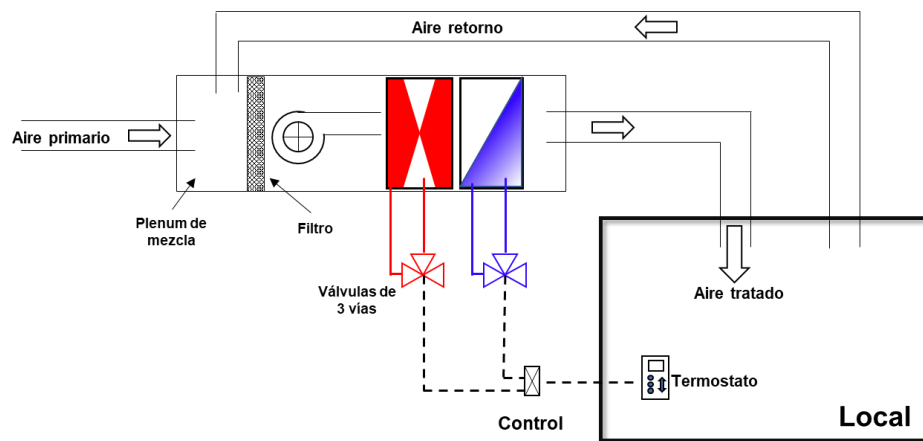 Aire retorno
Aire primario
Plenum de
mezcla
Filtro
Válvulas de
3 vías
Aire tratado
Termostato
Control
Local